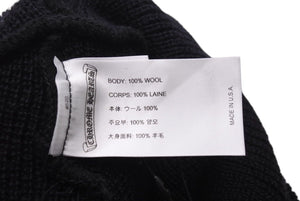 CHROME HEARTS
BODY: 100% WOOL
CORPS: 100% LAINE
本体: ウール 100%
주요부: 100% 양모
大身面料: 100% 羊毛
MADE IN U.S.A.